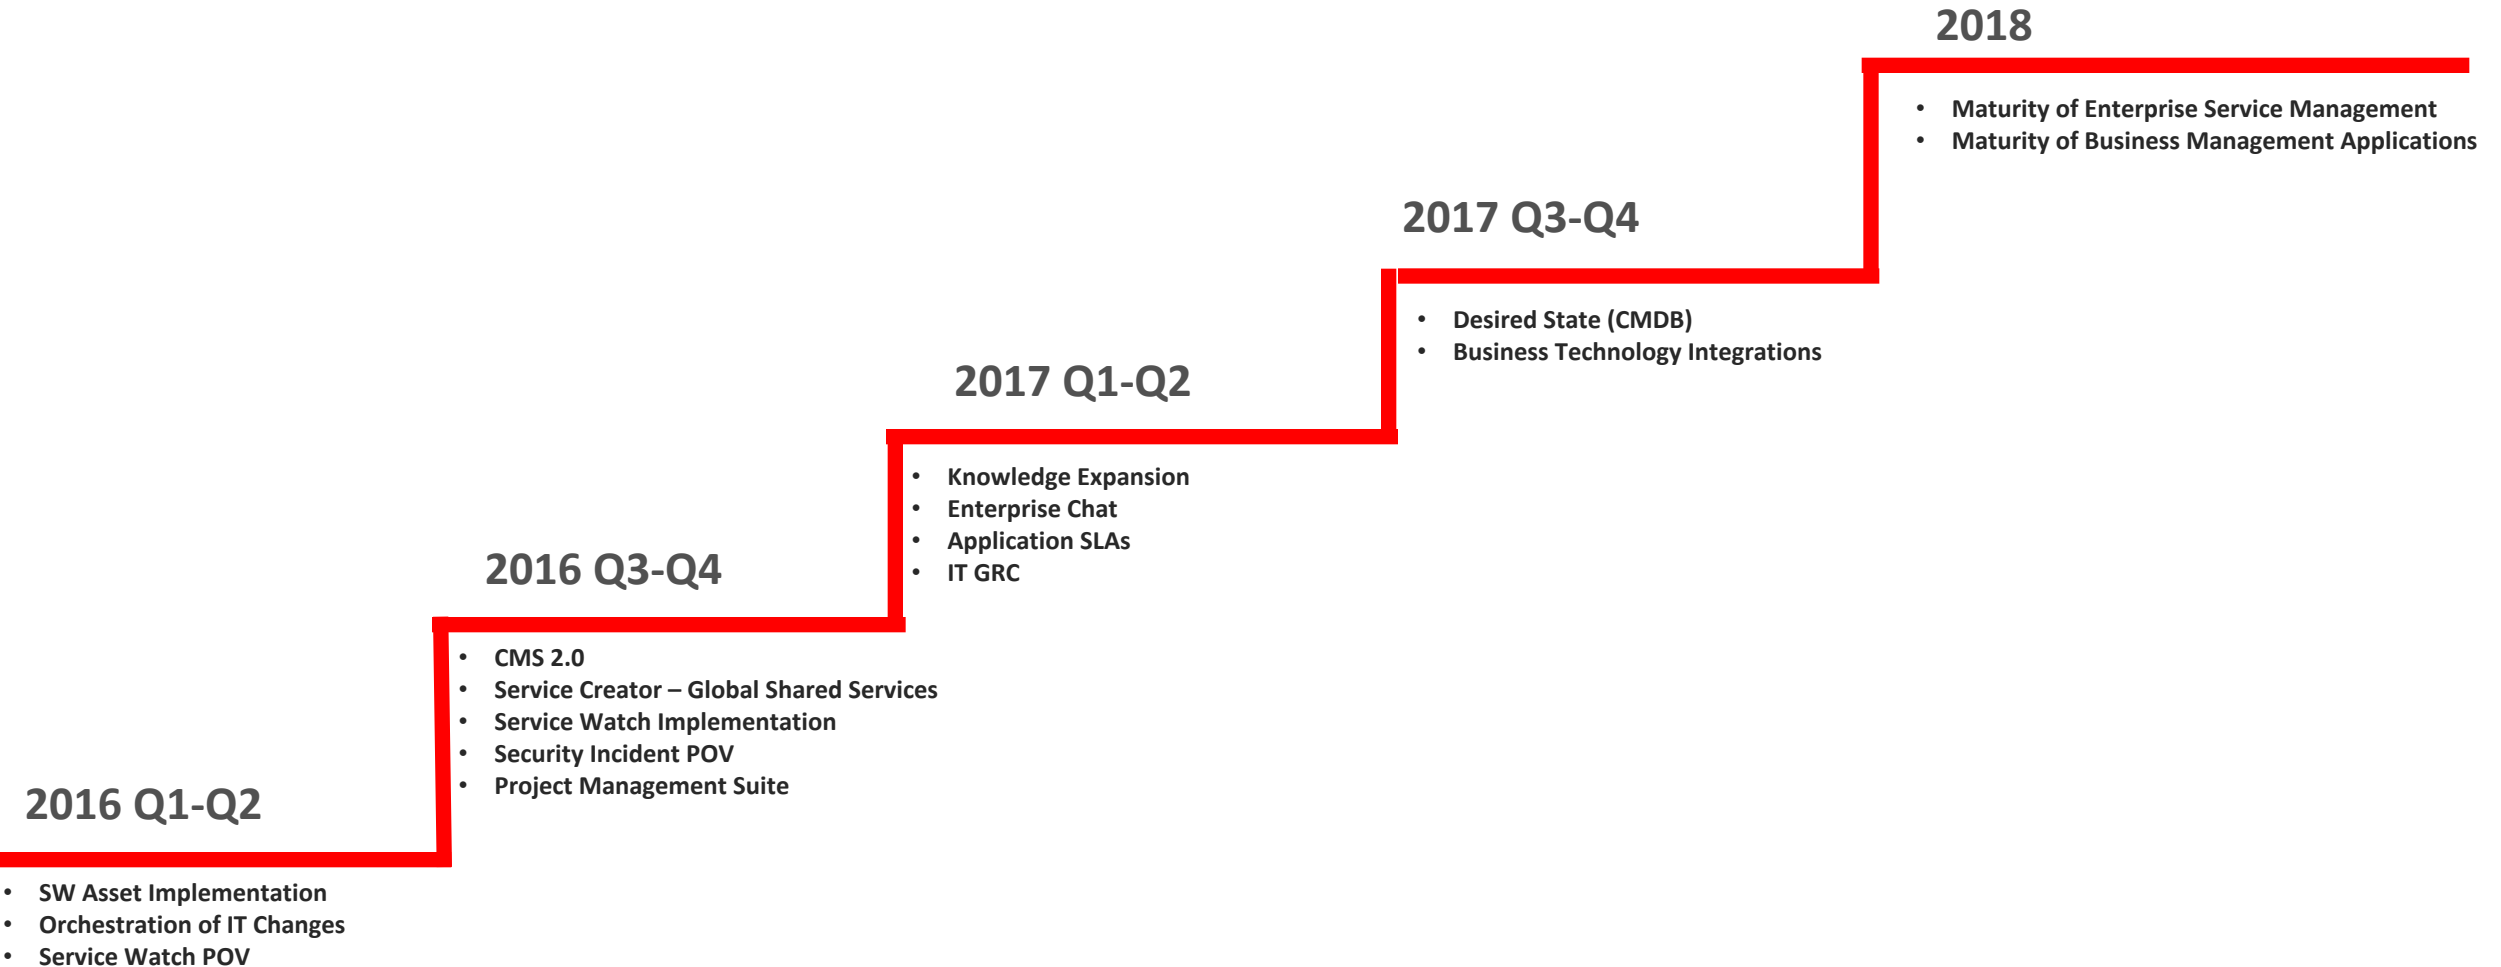 2018
• Maturity of Enterprise Service Management
• Maturity of Business Management Applications
2017 Q3-Q4
• Desired State (CMDB)
• Business Technology Integrations
2017 Q1-Q2
• Knowledge Expansion
• Enterprise Chat
• Application SLAs
• IT GRC
2016 Q3-Q4
• CMS 2.0
• Service Creator – Global Shared Services
• Service Watch Implementation
• Security Incident POV
• Project Management Suite
2016 Q1-Q2
• SW Asset Implementation
• Orchestration of IT Changes
• Service Watch POV